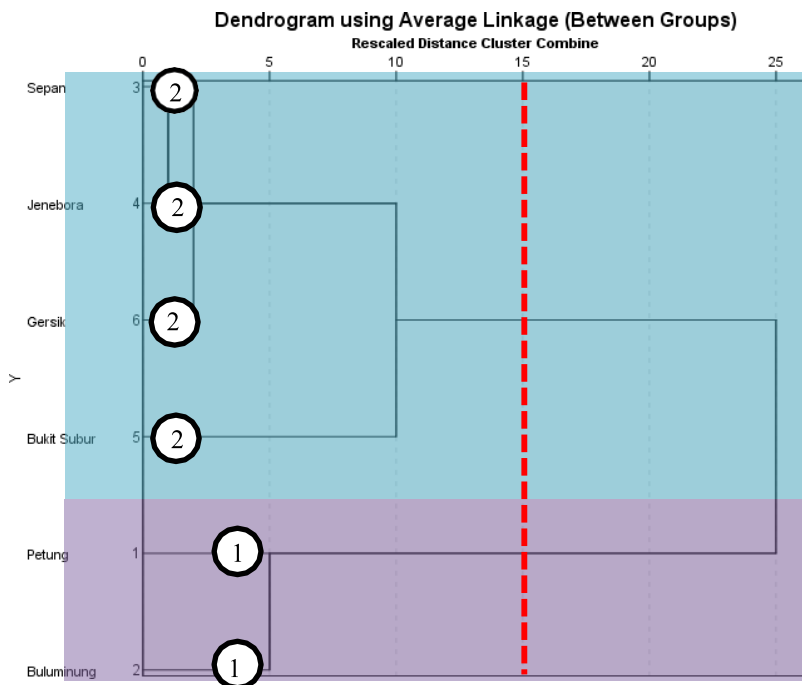 Dendrogram using Average Linkage (Between Groups)
Rescaled Distance Cluster Combine
0 5 10 15 20 25
Sepan 3 2
Jenebora 4 2
Gersik 6 2
Y
Bukit Subur 5 2
Petung 1 1
Buluminung 2 1